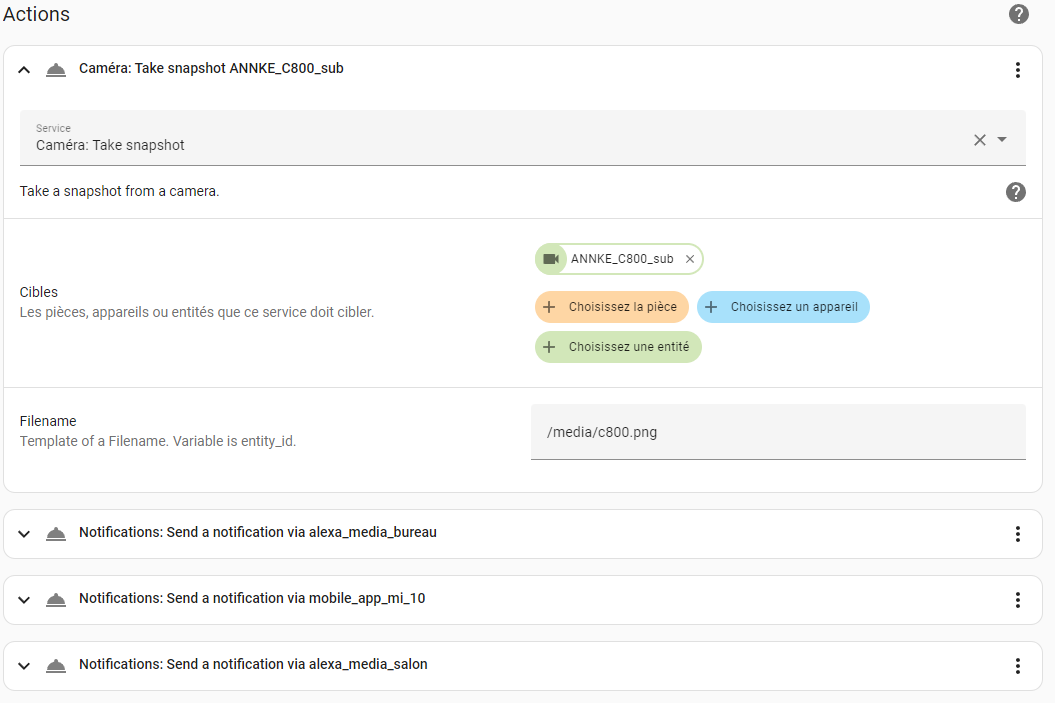 Actions
Caméra: Take snapshot ANNKE_C800_sub
Service
Caméra: Take snapshot
Take a snapshot from a camera.
ANNKE_C800_sub
Cibles
Les pièces, appareils ou entités que ce service doit cibler.
Choisissez la pièce
Choisissez un appareil
Choisissez une entité
Filename
Template of a Filename. Variable is entity_id.
/media/c800.png
Notifications: Send a notification via alexa_media_bureau
Notifications: Send a notification via mobile_app_mi_10
Notifications: Send a notification via alexa_media_salon